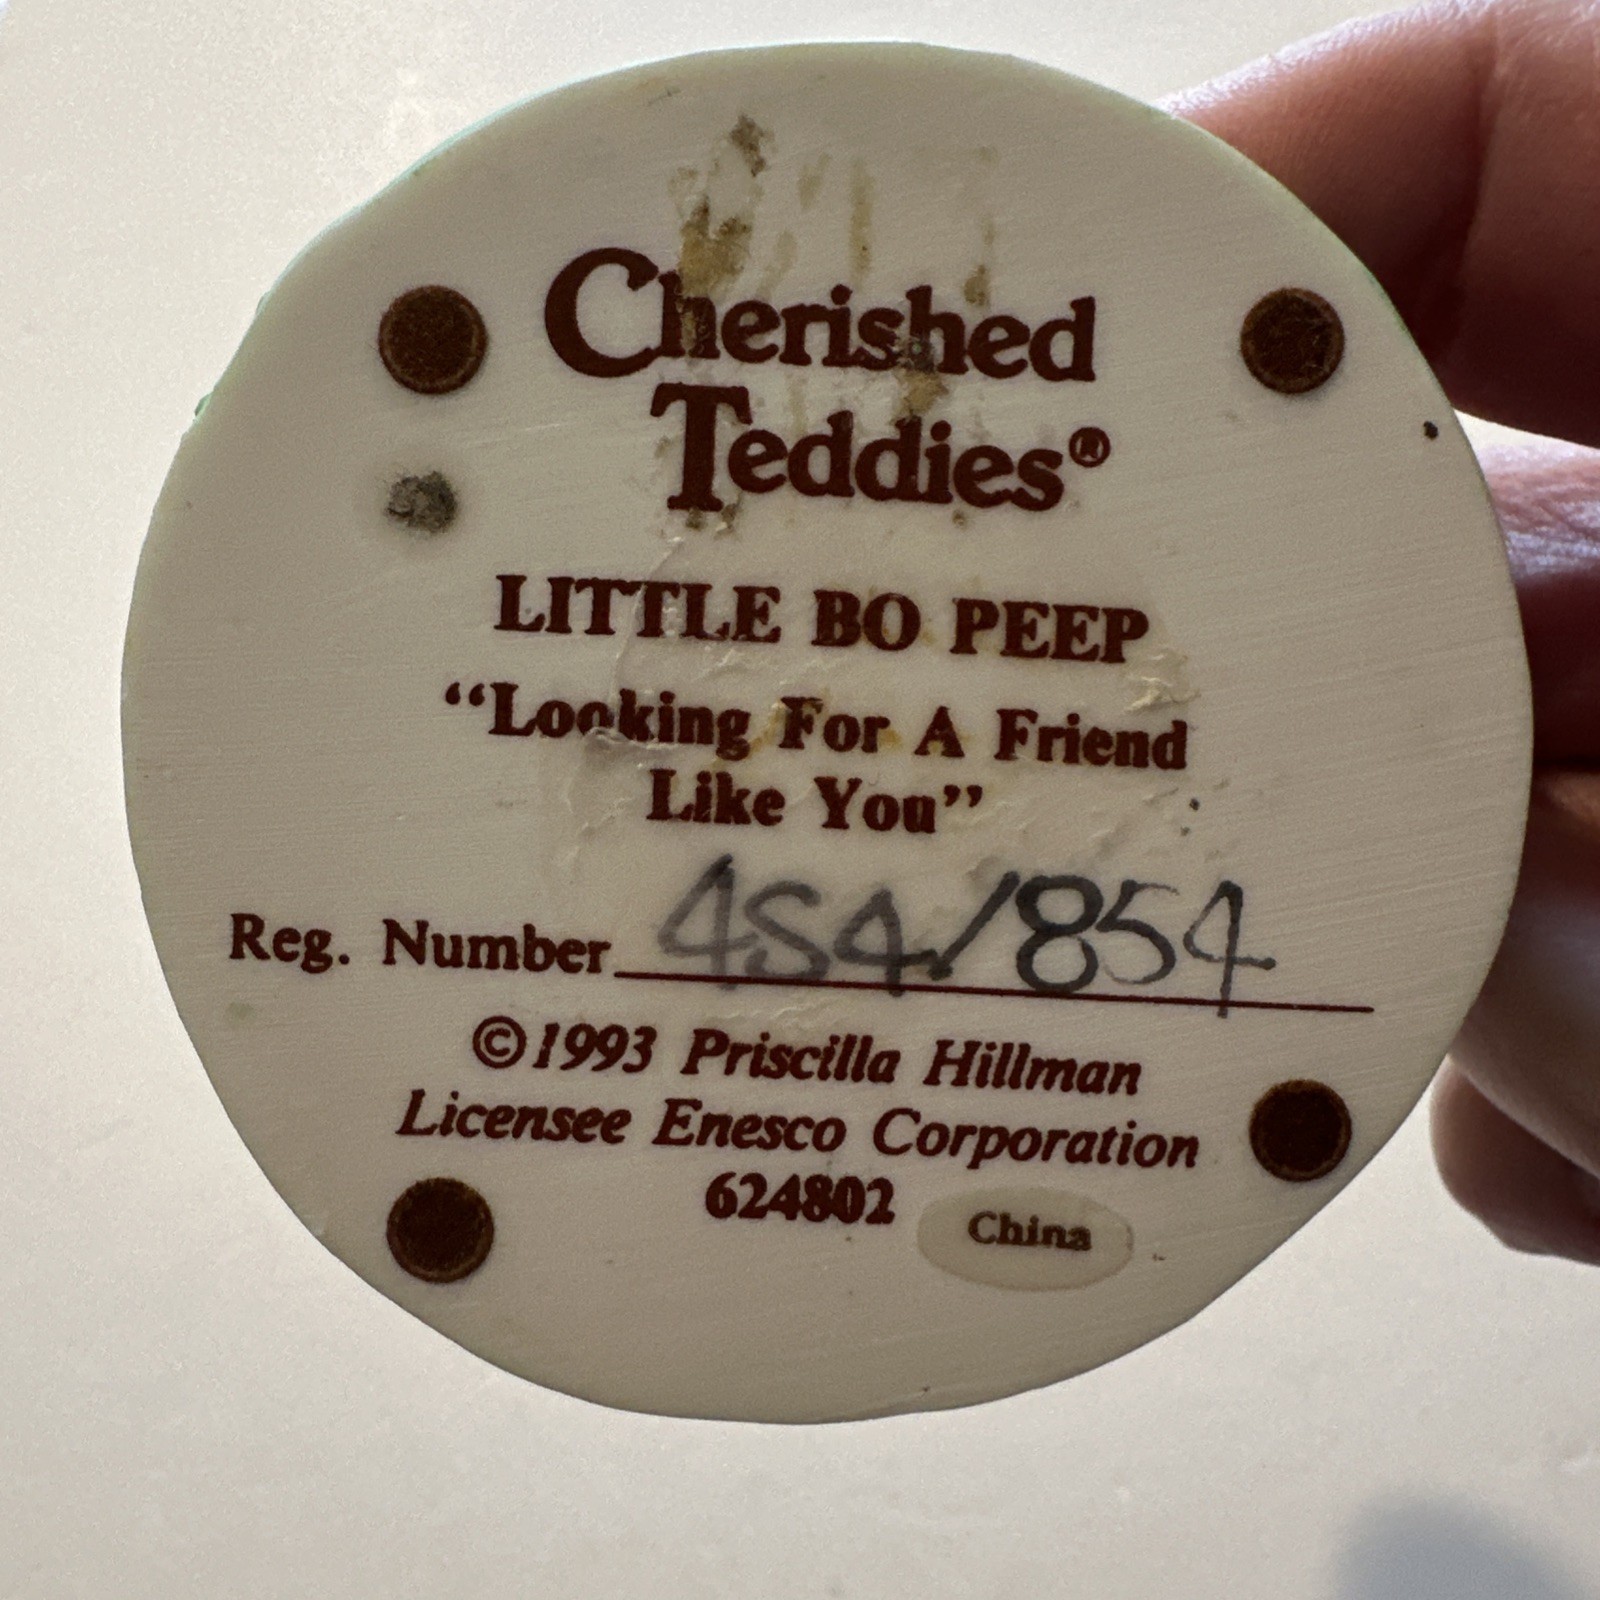 Cherished
Teddies®
LITTLE BO PEEP
“Looking For A Friend
Like You”
Reg. Number 4S4/854
©1993 Priscilla Hillman
Licensee Enesco Corporation
624802
China